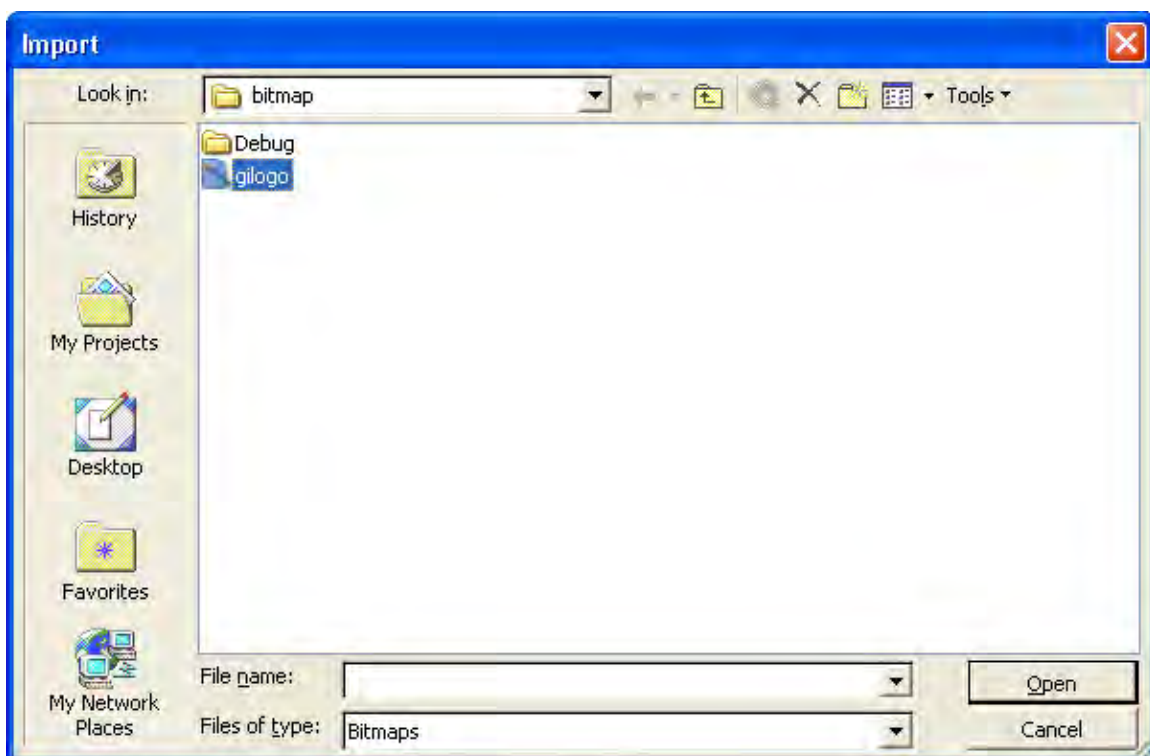 Import
Look in:
bitmap
Tools
Debug
gilogo
History
My Projects
Desktop
Favorites
My Network
Places
File name:
Open
Files of type:
Bitmaps
Cancel